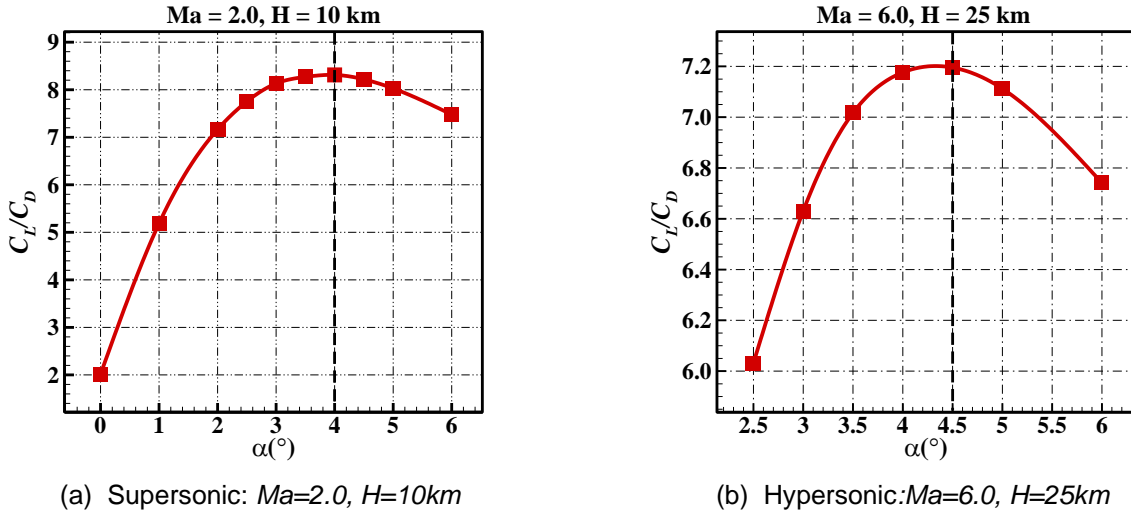 Ma = 2.0, H = 10 km
9
8
7
6
5
4
3
2
C_L/C_D
0 1 2 3 4 5 6
α(°)
(a) Supersonic: Ma=2.0, H=10km
Ma = 6.0, H = 25 km
7.2
7.0
6.8
6.6
6.4
6.2
6.0
C_L/C_D
2.5 3 3.5 4 4.5 5 5.5 6
α(°)
(b) Hypersonic:Ma=6.0, H=25km